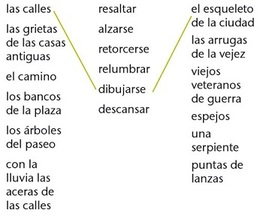 las calles
las grietas
de las casas
antiguas
el camino
los bancos
de la plaza
los árboles
del paseo
con la
lluvia las
aceras de
las calles
resaltar
alzarse
retorcerse
relumbrar
dibujarse
descansar
el esqueleto
de la ciudad
las arrugas
de la vejez
viejos
veteranos
de guerra
espejos
una
serpiente
puntas de
lanzas